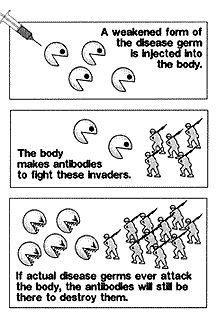 A weakened form of
the disease germ
is injected into
the body.
The body
makes antibodies
to fight these invaders.
If actual disease germs ever attack
the body, the antibodies will still be
there to destroy them.